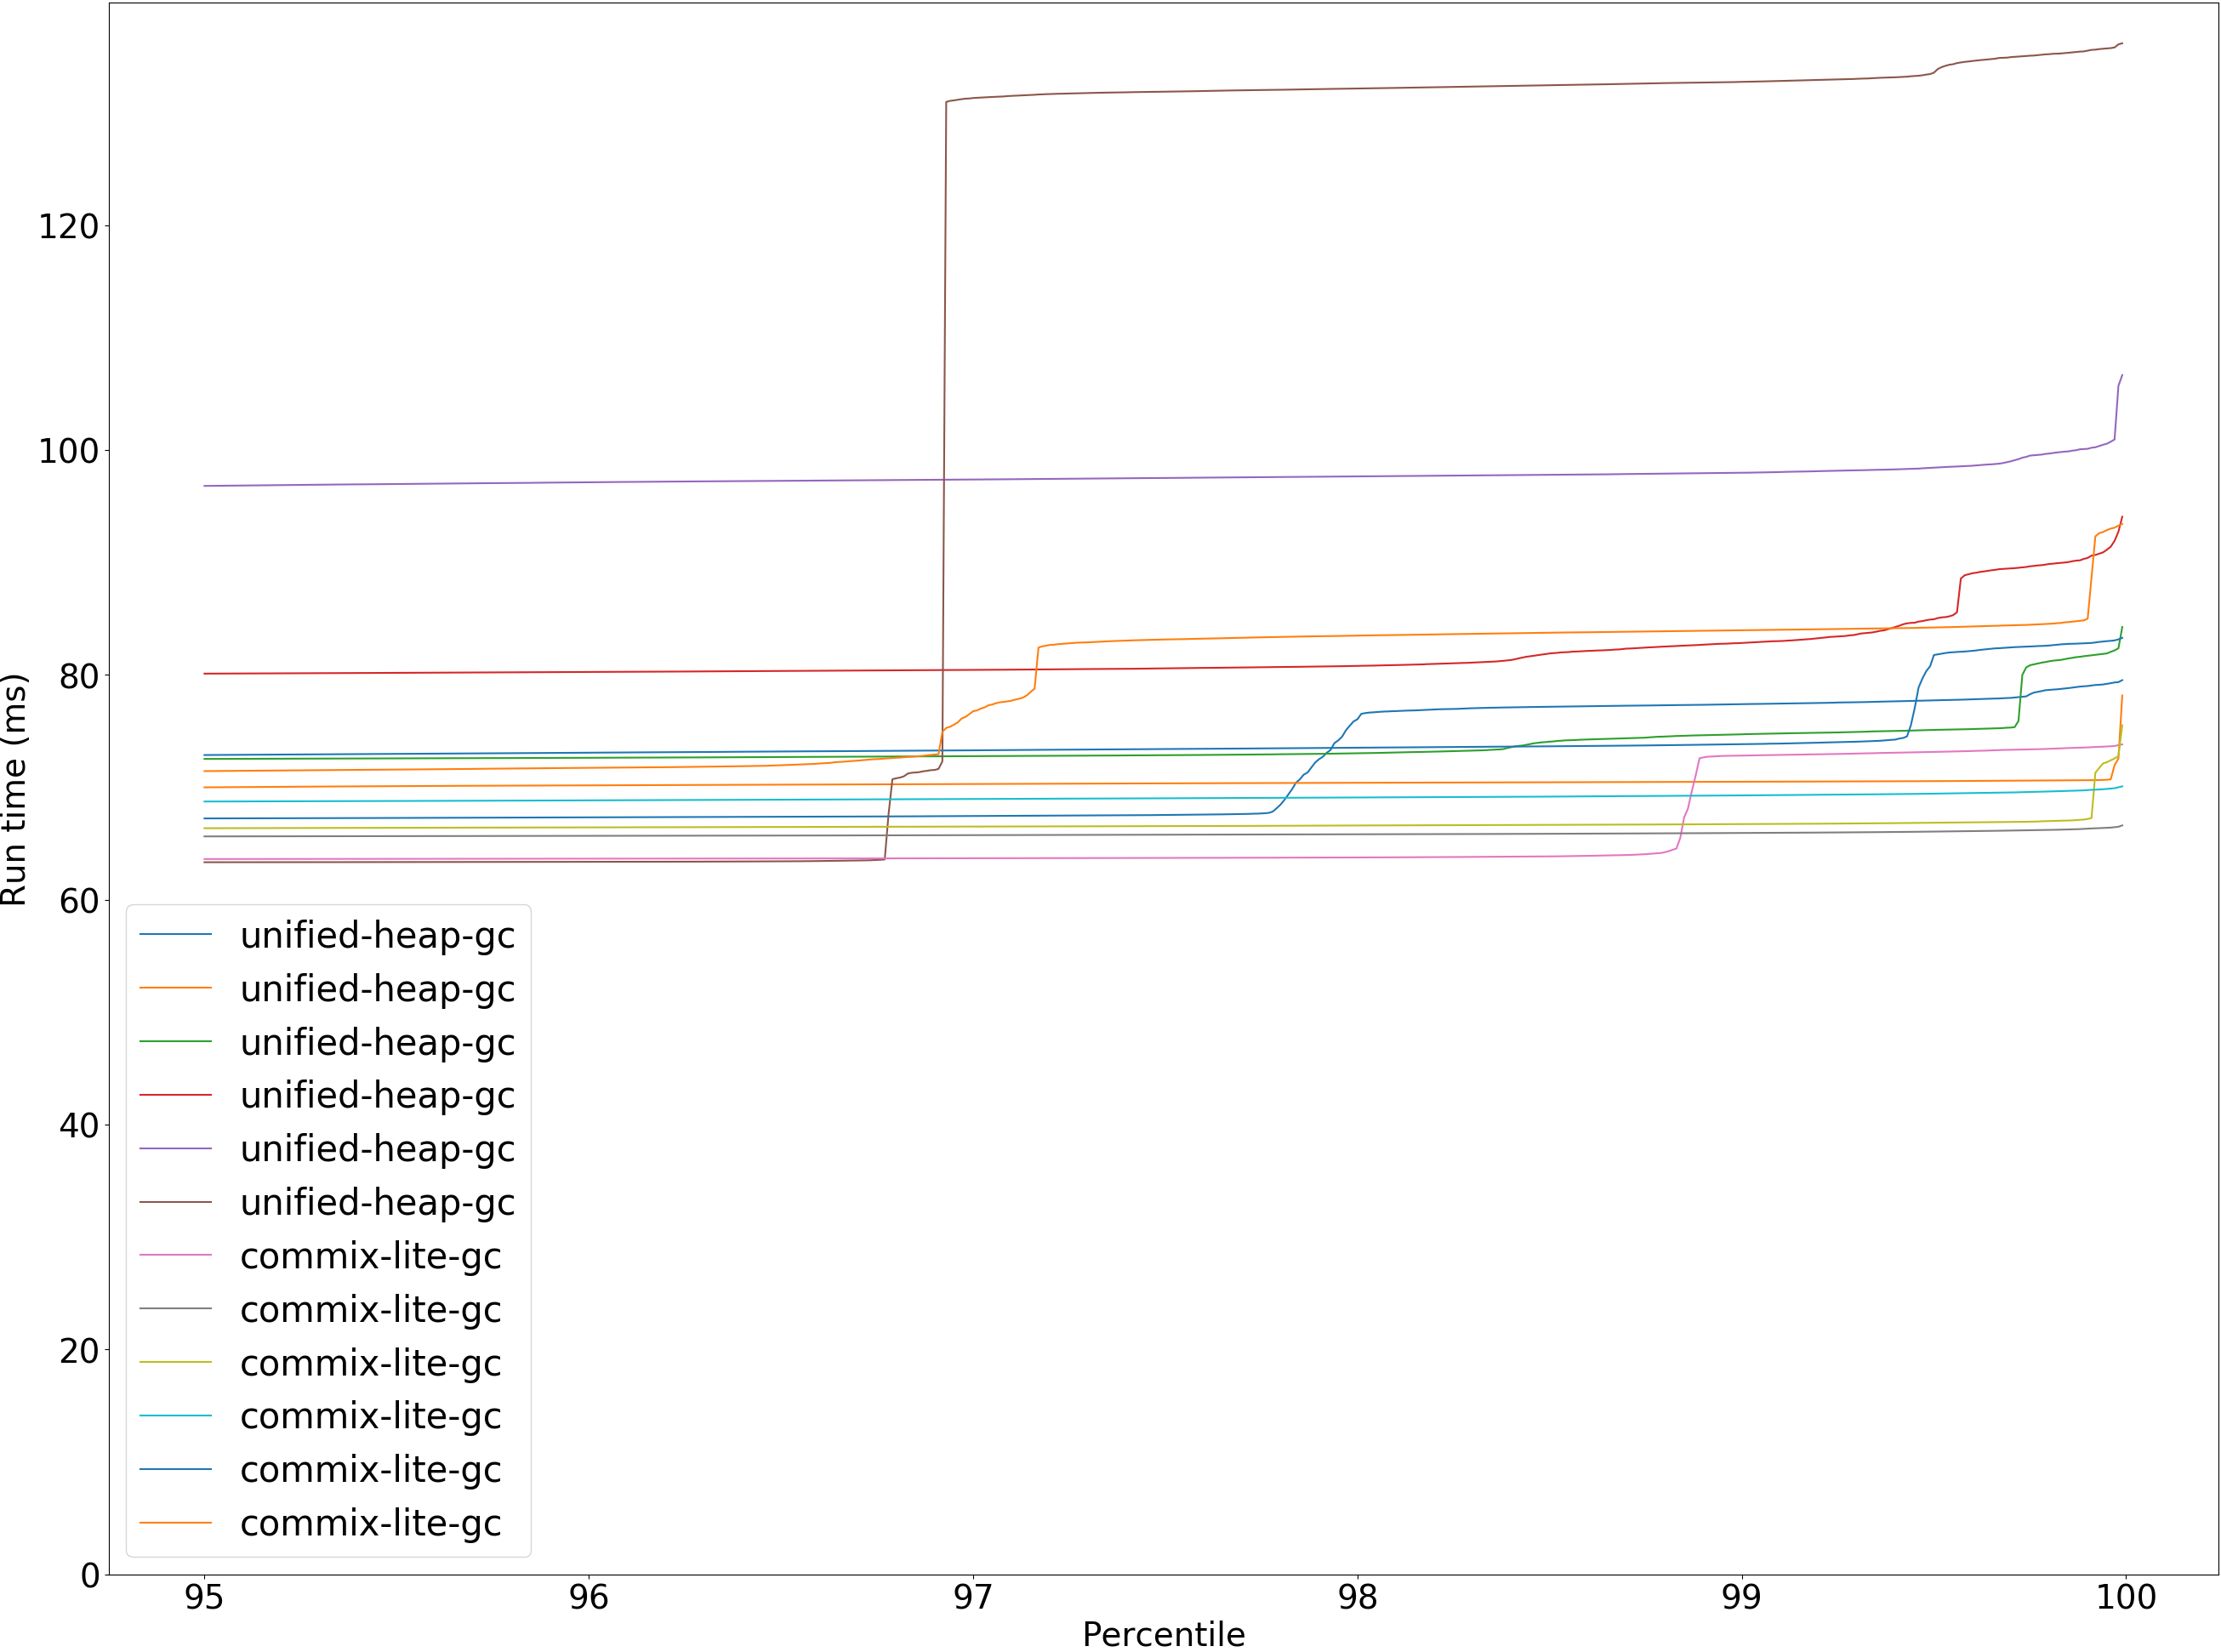 120
100
80
60
40
20
0
Run time (ms)
unified-heap-gc
unified-heap-gc
unified-heap-gc
unified-heap-gc
unified-heap-gc
unified-heap-gc
commix-lite-gc
commix-lite-gc
commix-lite-gc
commix-lite-gc
commix-lite-gc
commix-lite-gc
95 96 97 98 99 100
Percentile